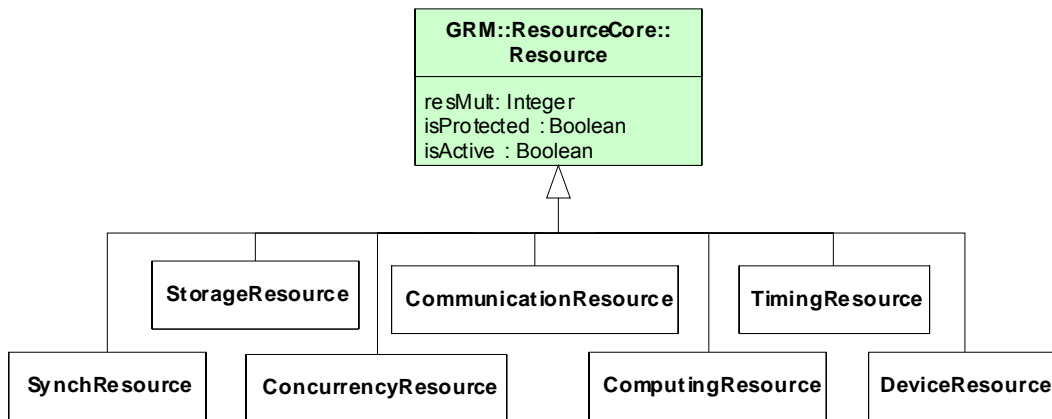 GRM::ResourceCore::
Resource
resMult: Integer
isProtected : Boolean
isActive : Boolean
StorageResource
CommunicationResource
TimingResource
SynchResource
ConcurrencyResource
ComputingResource
DeviceResource